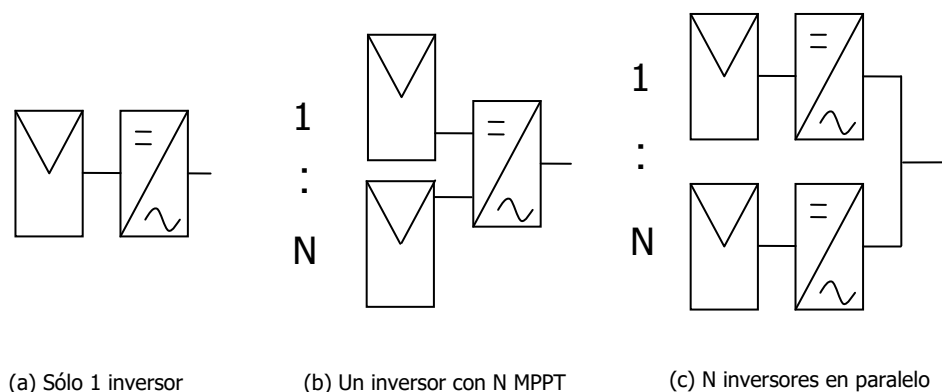 1
:
N
1
:
N
(a) Sólo 1 inversor
(b) Un inversor con N MPPT
(c) N inversores en paralelo